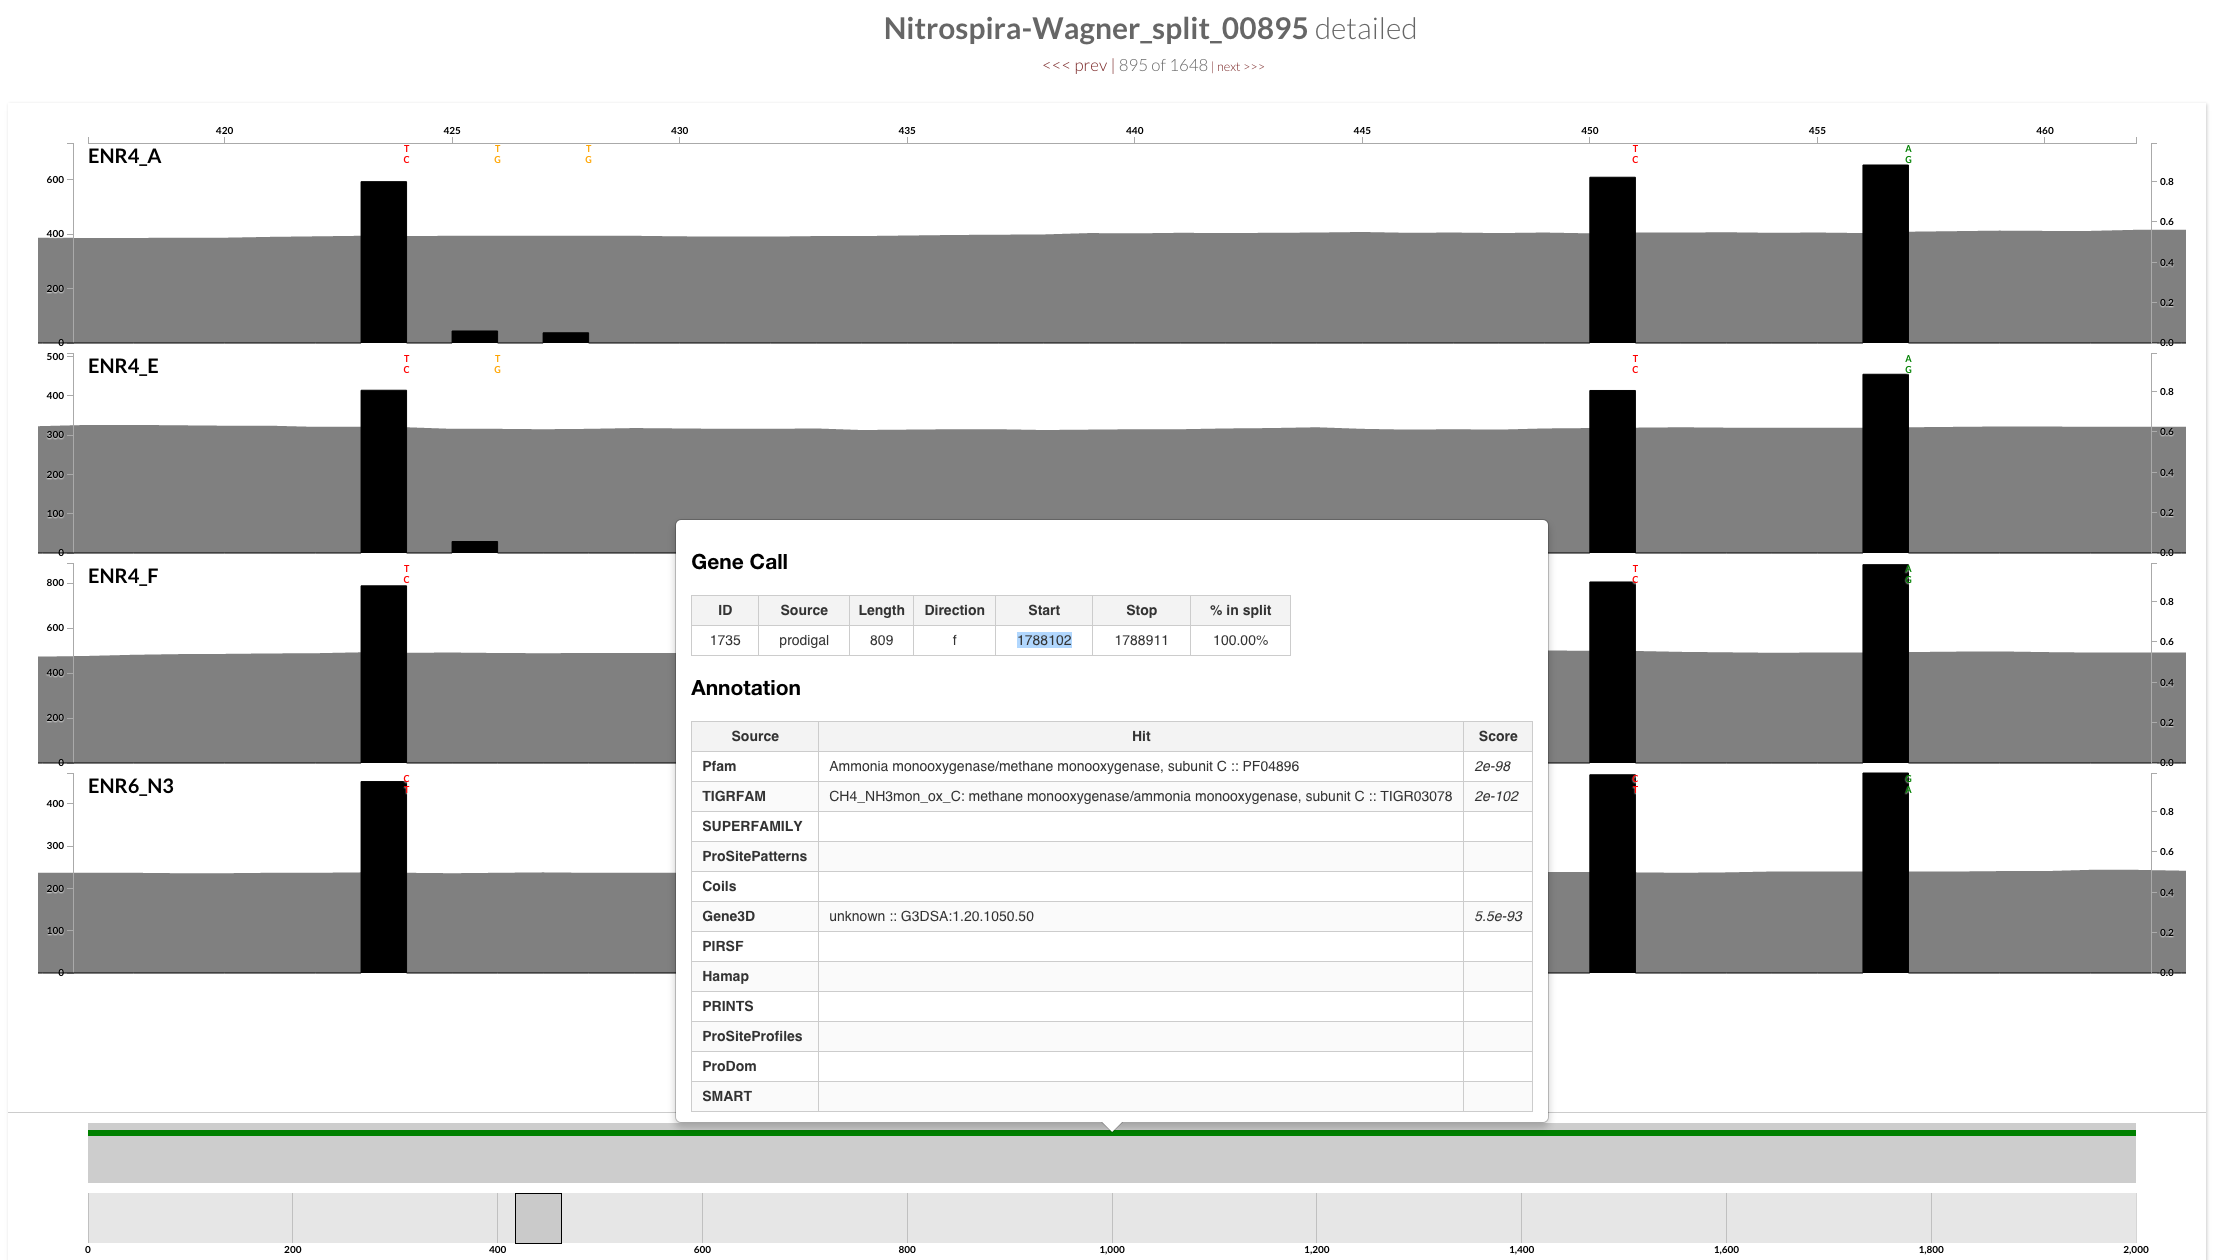 Nitrospira-Wagner_split_00895 detailed
<<< prev | 895 of 1648 | next >>>
420 425 430 435 440 445 450 455 460
ENR4_A
T T T T A
C G G C G
600 0.8
0.6
400
0.4
200 0.2
0 0.0
ENR4_E
500
T T T A
C G C G
400 0.8
300 0.6
200 0.4
100 0.2
0 0.0
ENR4_F
T T A
C C G
800 0.8
600 0.6
400 0.4
200 0.2
0 0.0
ENR6_N3
C C G
T T A
400 0.8
300 0.6
200 0.4
100 0.2
0 0.0
Gene Call
ID Source Length Direction Start Stop % in split
1735 prodigal 809 f 1788102 1788911 100.00%
Annotation
Source Hit Score
Pfam Ammonia monooxygenase/methane monooxygenase, subunit C :: PF04896 2e-98
TIGRFAM CH4_NH3mon_ox_C: methane monooxygenase/ammonia monooxygenase, subunit C :: TIGR03078 2e-102
SUPERFAMILY
ProSitePatterns
Coils
Gene3D unknown :: G3DSA:1.20.1050.50 5.5e-93
PIRSF
Hamap
PRINTS
ProSiteProfiles
ProDom
SMART
0 200 400 600 800 1,000 1,200 1,400 1,600 1,800 2,000